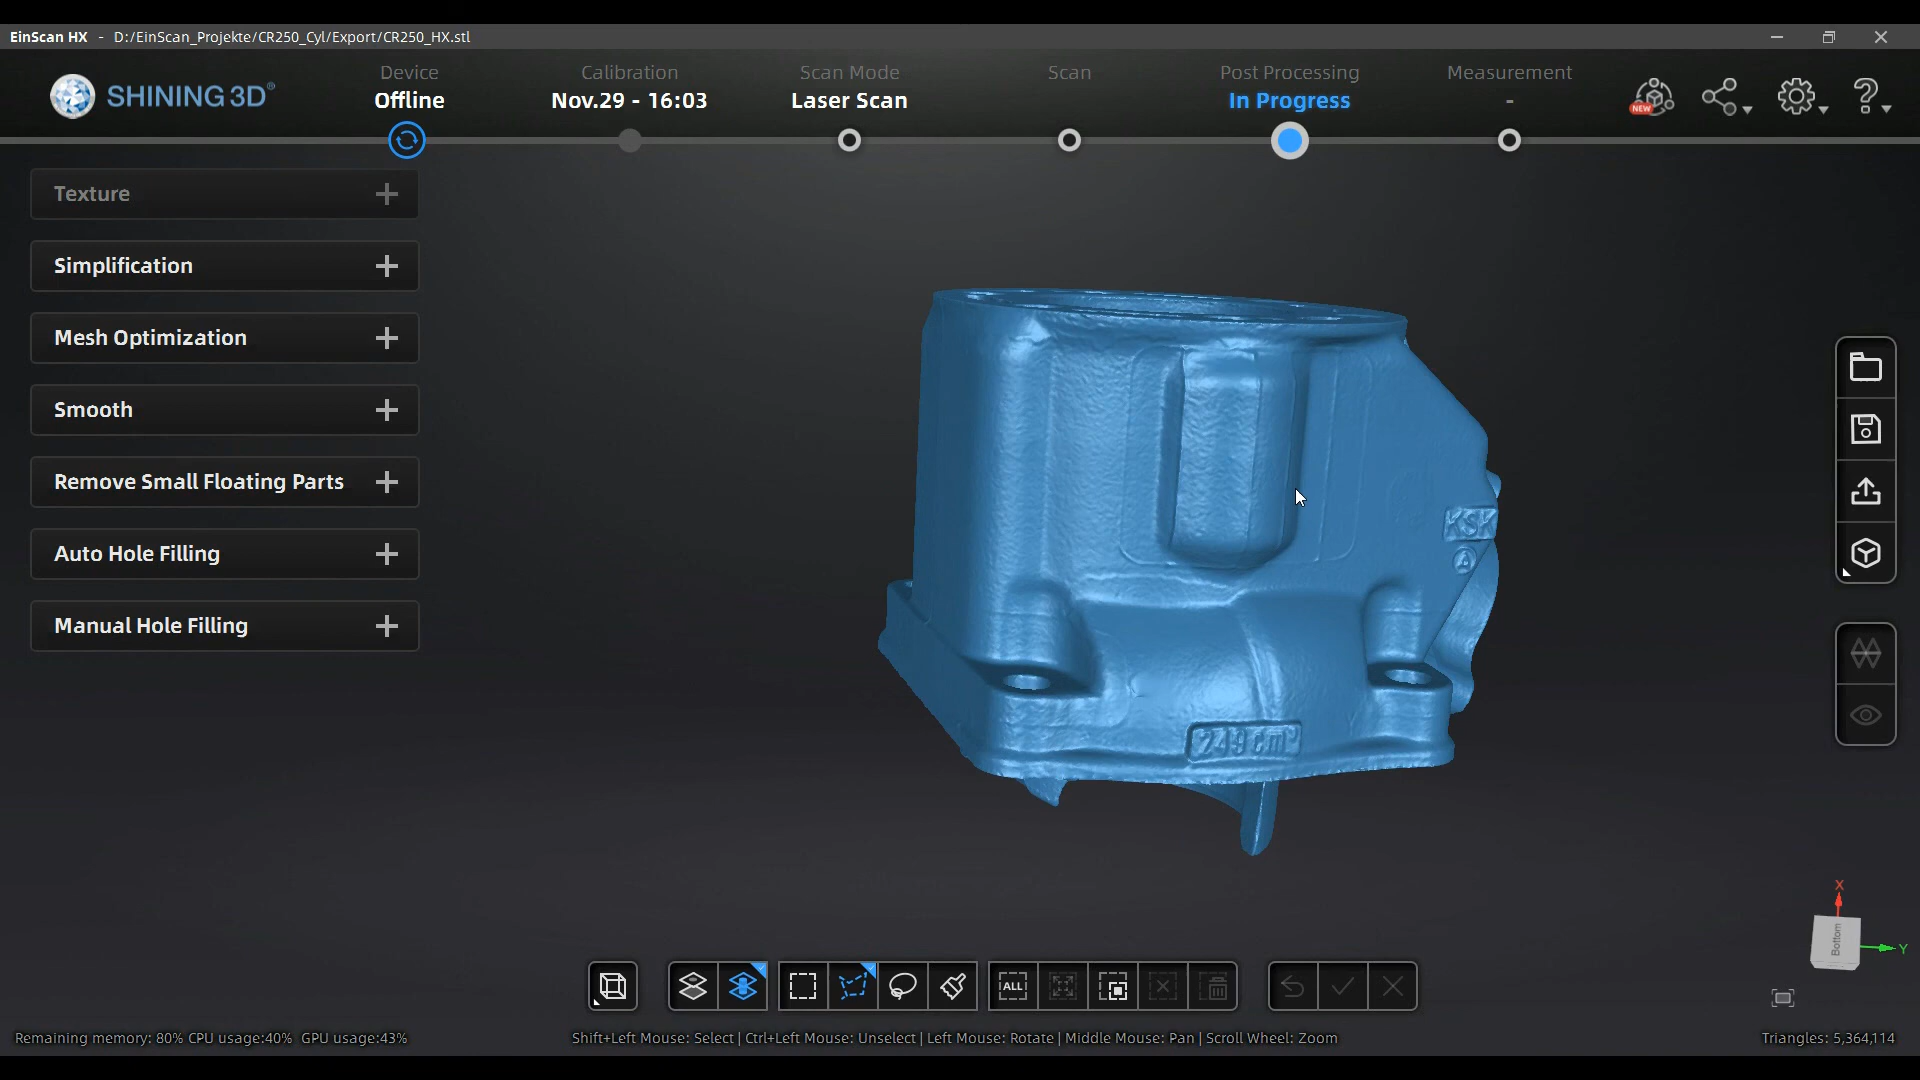 EinScan HX - D:/EinScan_Projekte/CR250_Cyl/Export/CR250_HX.stl
SHINING 3D®
Device
Offline
Calibration
Nov.29 - 16:03
Scan Mode
Laser Scan
Scan
Post Processing
In Progress
Measurement
-
NEW
Texture
Simplification
Mesh Optimization
Smooth
Remove Small Floating Parts
Auto Hole Filling
Manual Hole Filling
KSK
A
249 cm³
X
Bottom
Y
ALL
Remaining memory: 80% CPU usage:40% GPU usage:43%
Shift+Left Mouse: Select | Ctrl+Left Mouse: Unselect | Left Mouse: Rotate | Middle Mouse: Pan | Scroll Wheel: Zoom
Triangles: 5,364,114